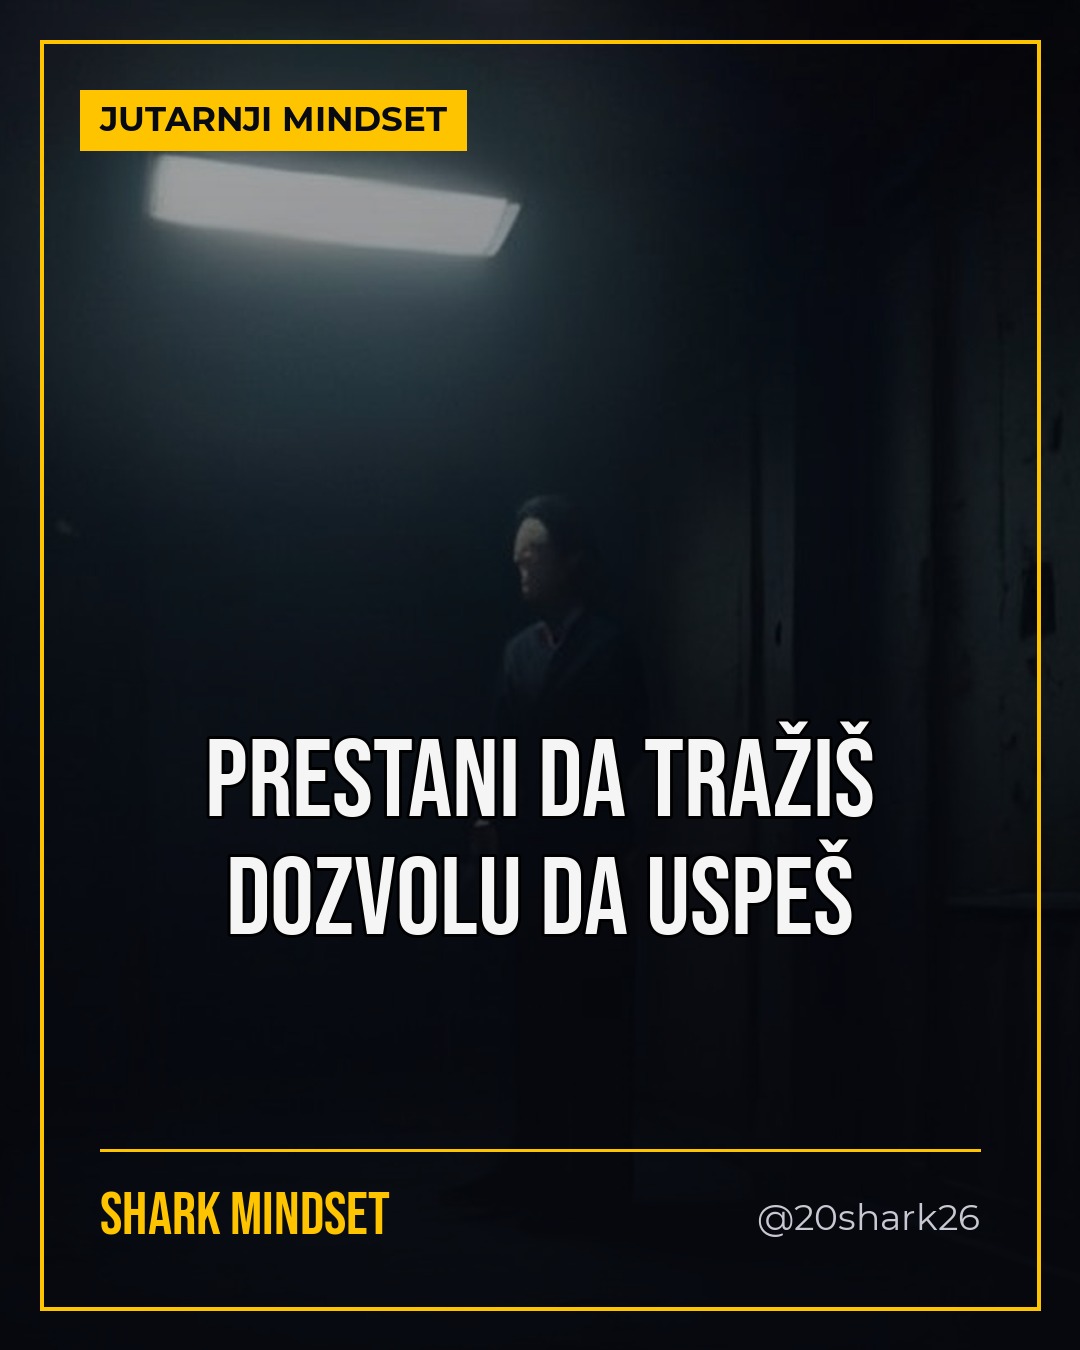 JUTARNJI MINDSET
PRESTANI DA TRAŽIŠ
DOZVOLU DA USPEŠ
SHARK MINDSET
@20shark26